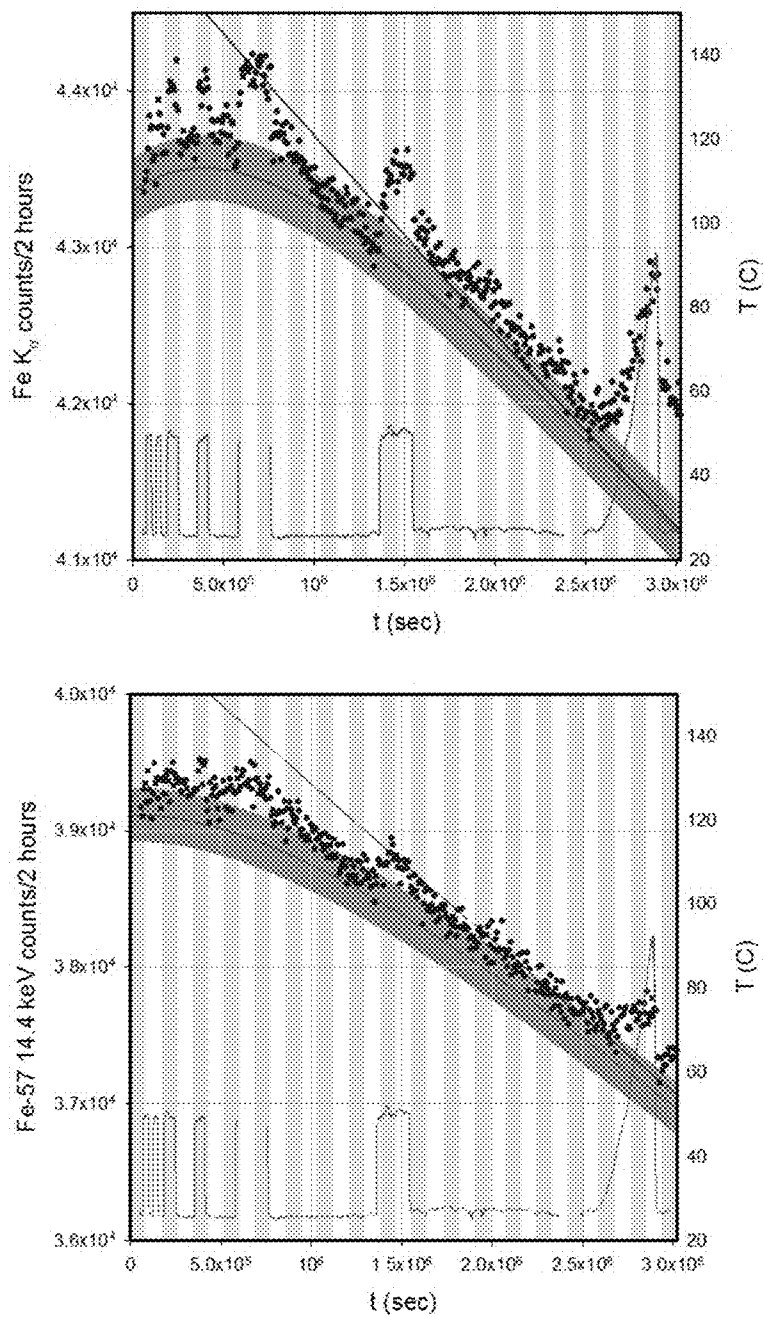 Fe Kα counts/2 hours
4.4x10⁴
4.3x10⁴
4.2x10⁴
4.1x10⁴
140
120
100
80
60
40
20
T (C)
0
5.0x10⁵
10⁶
1.5x10⁶
2.0x10⁶
2.5x10⁶
3.0x10⁶
t (sec)
Fe-57 14.4 keV counts/2 hours
4.0x10⁴
3.9x10⁴
3.8x10⁴
3.7x10⁴
3.6x10⁴
140
120
100
80
60
40
20
T (C)
0
5.0x10⁵
10⁶
1.5x10⁶
2.0x10⁶
2.5x10⁶
3.0x10⁶
t (sec)